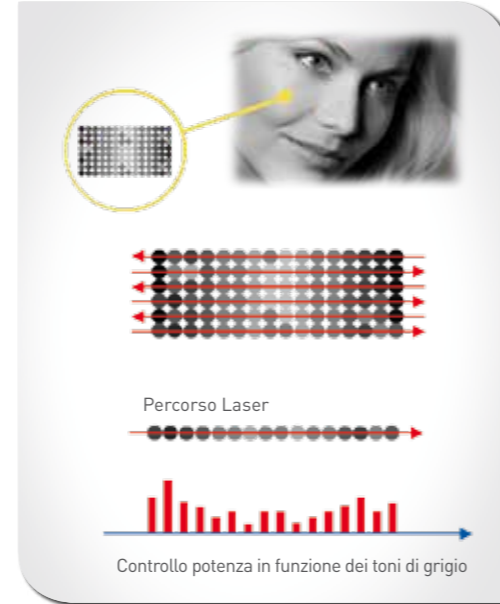 Percorso Laser
Controllo potenza in funzione dei toni di grigio